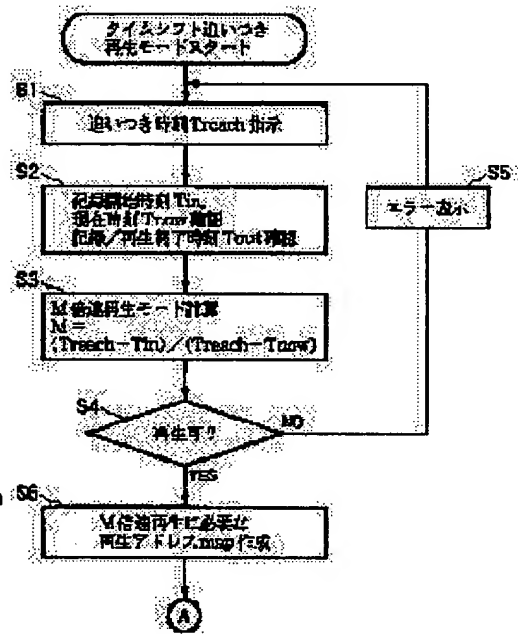 タイムシフト追いつき
再生モードスタート
S1
追いつき時刻Treach指示
S2
記録開始時刻Tin,
現在時刻Tnow確認
記録/再生終了時刻Tout確認
S5
エラー表示
S3
M倍速再生モード計算
M=
(Treach-Tin)/(Treach-Tnow)
S4
再生可?
NO
YES
S6
M倍速再生に必要な
再生アドレスmap作成
A